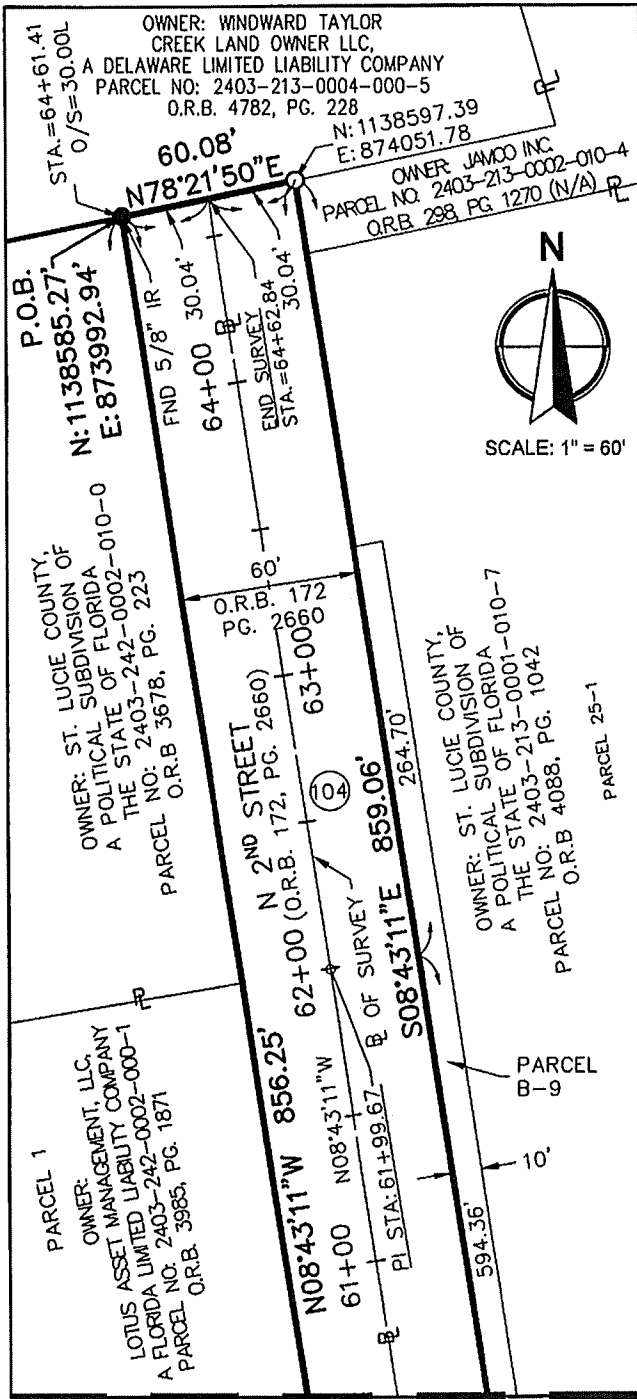 OWNER: WINDWARD TAYLOR
CREEK LAND OWNER LLC,
A DELAWARE LIMITED LIABILITY COMPANY
PARCEL NO: 2403-213-0004-000-5
O.R.B. 4782, PG. 228
STA.=64+61.41
O/S=30.00L
60.08'
N78°21'50"E
N:1138597.39
E:874051.78
OWNER: JAMCO INC.
PARCEL NO. 2403-213-0002-010-4
O.R.B. 298, PG. 1270 (N/A)
PL
PL
P.O.B.
N:1138585.27'
E:873992.94'
FND 5/8" IR
30.04'
64+00
BL
END SURVEY
STA.=64+62.84
30.04'
N
SCALE: 1" = 60'
OWNER: ST. LUCIE COUNTY,
A POLITICAL SUBDIVISION OF
THE STATE OF FLORIDA
PARCEL NO: 2403-242-0002-010-0
O.R.B 3678, PG. 223
60'
O.R.B. 172
PG. 2660
N 2ND STREET
(O.R.B. 172, PG. 2660)
63+00
104
62+00
264.70'
S08°43'11"E 859.06'
OWNER: ST. LUCIE COUNTY,
A POLITICAL SUBDIVISION OF
THE STATE OF FLORIDA
PARCEL NO: 2403-213-0001-010-7
O.R.B 4088, PG. 1042
PARCEL 25-1
PL
PARCEL 1
OWNER:
LOTUS ASSET MANAGEMENT, LLC,
A FLORIDA LIMITED LIABILITY COMPANY
PARCEL NO: 2403-242-0002-000-1
O.R.B. 3985, PG. 1871
N08°43'11"W 856.25'
61+00
N08°43'11"W
PI STA:61+99.67
BL OF SURVEY
PARCEL
B-9
10'
594.36'
BL